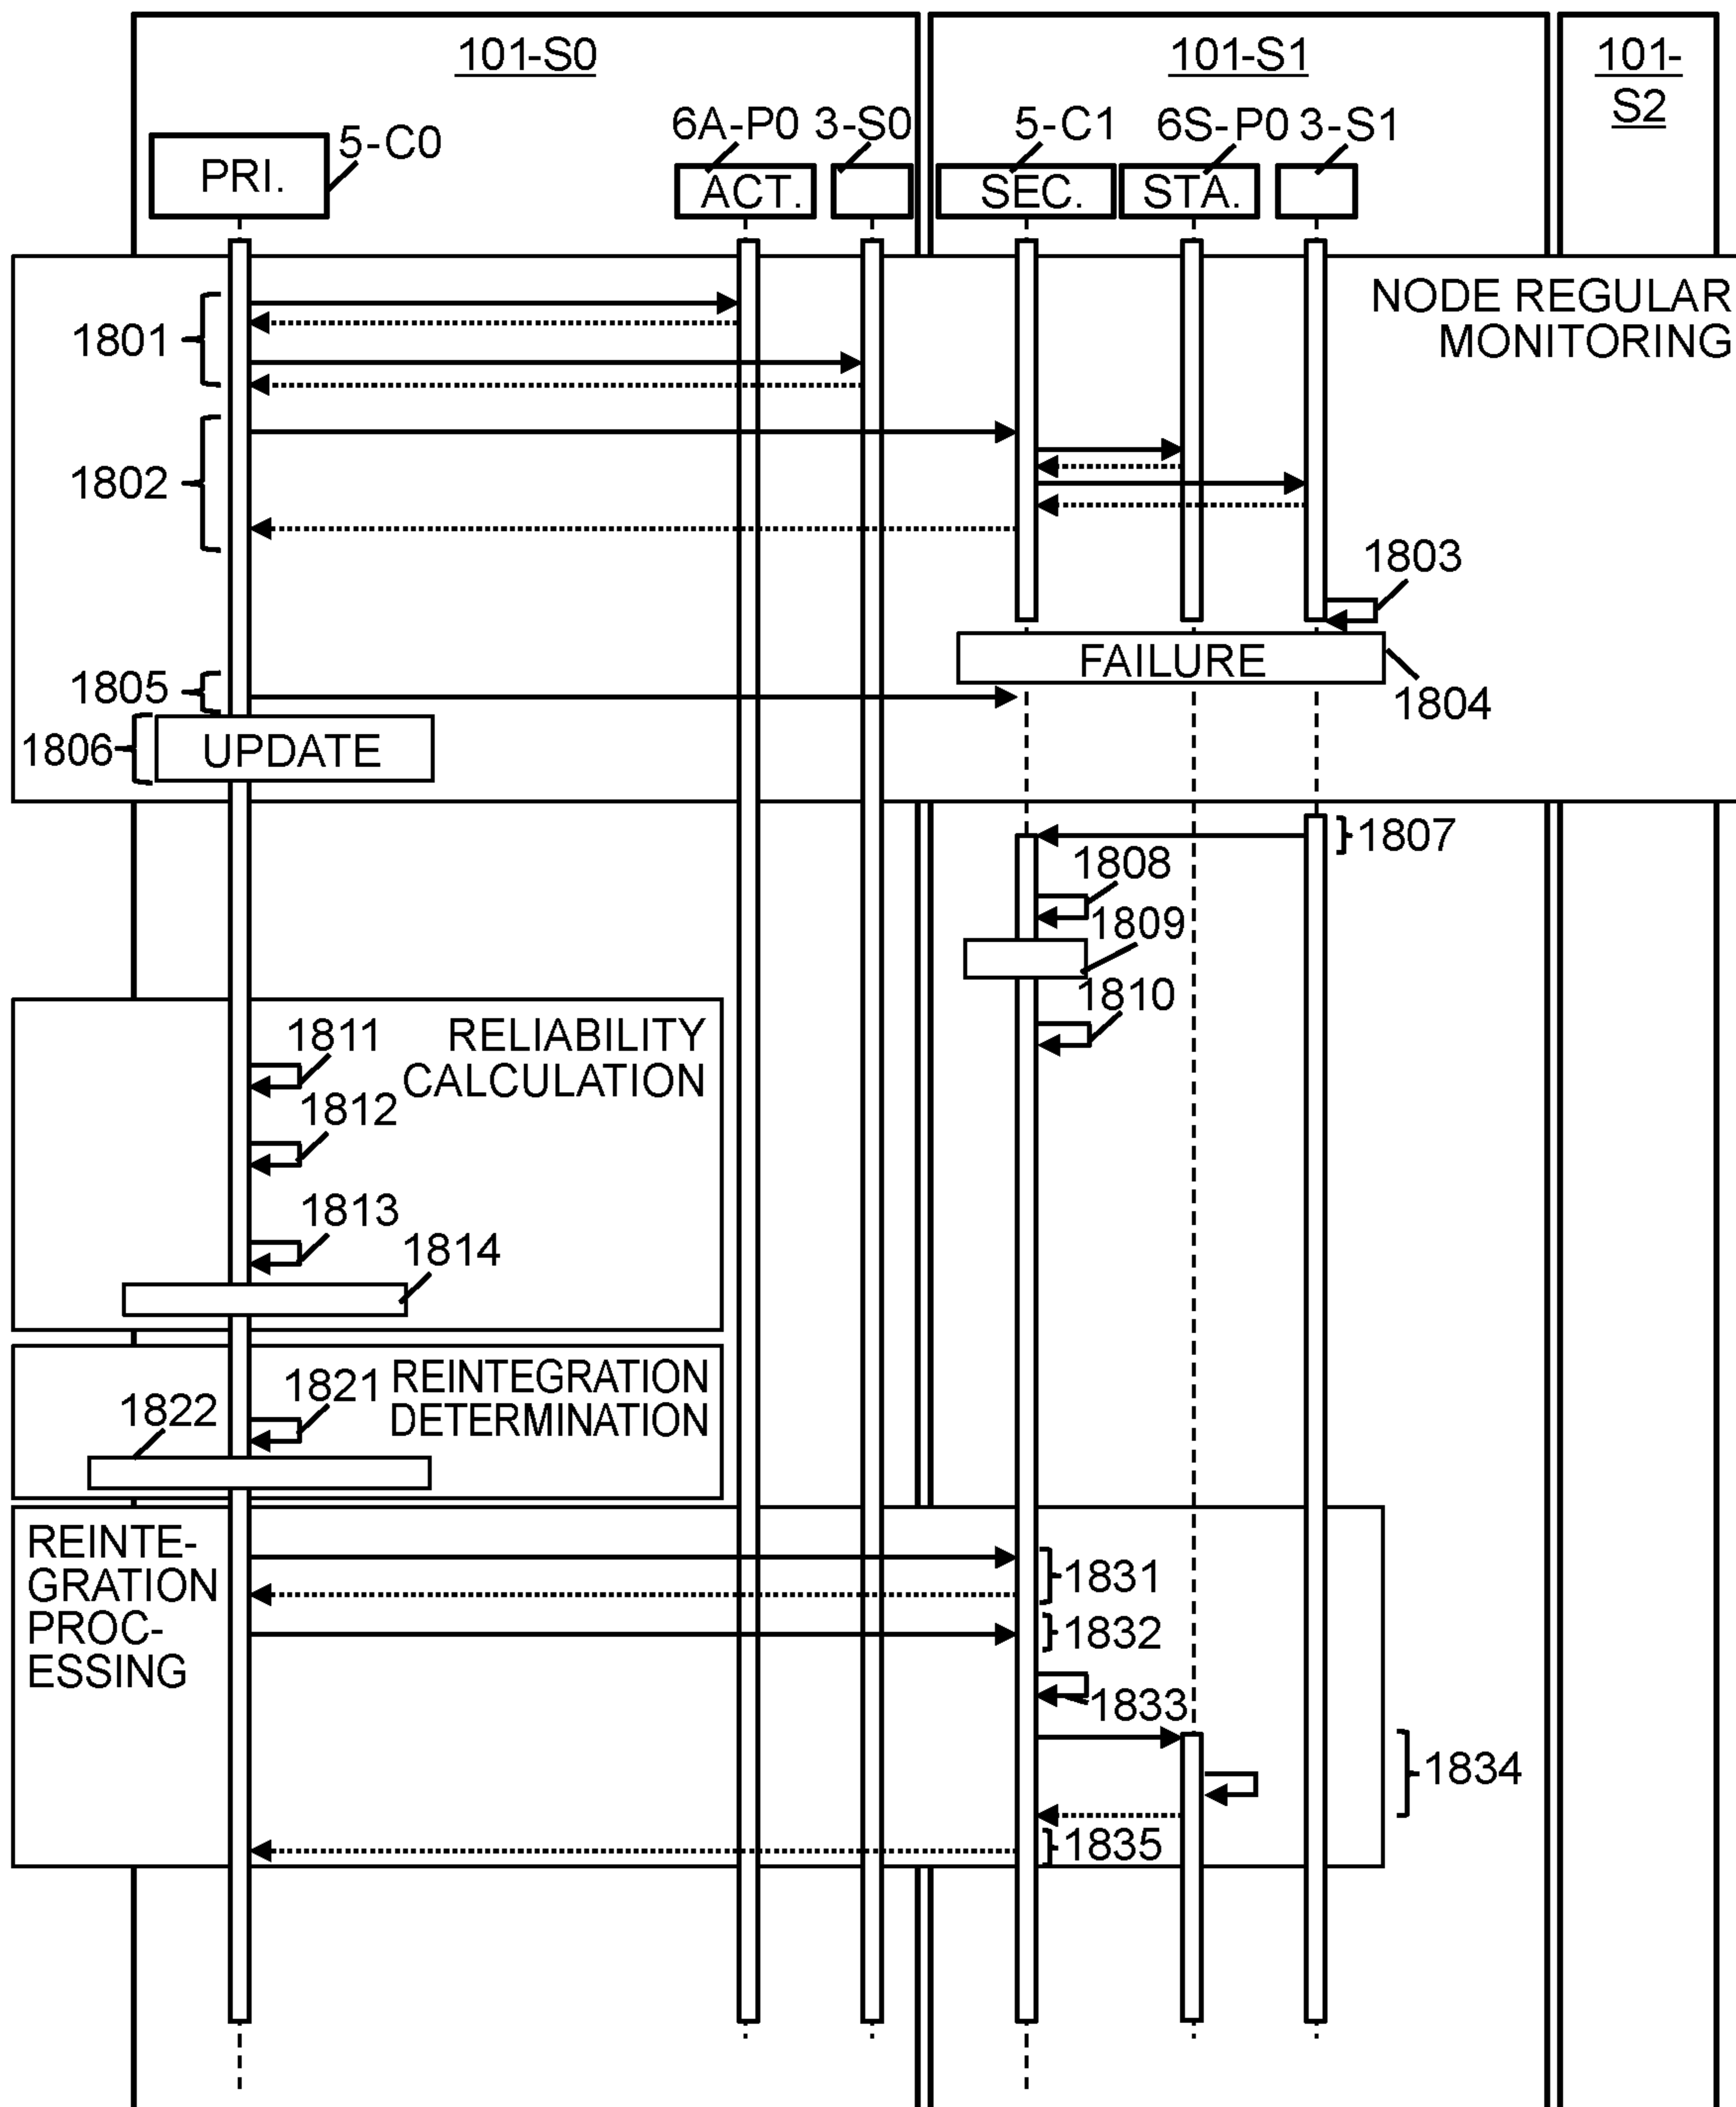 101-S0
101-S1
101-
S2
5-C0
6A-P0
3-S0
5-C1
6S-P0
3-S1
PRI.
ACT.
SEC.
STA.
NODE REGULAR
MONITORING
1801
1802
1803
FAILURE
1804
1805
1806
UPDATE
1807
1808
1809
1810
RELIABILITY
CALCULATION
1811
1812
1813
1814
REINTEGRATION
DETERMINATION
1821
1822
REINTE-
GRATION
PROC-
ESSING
1831
1832
1833
1834
1835